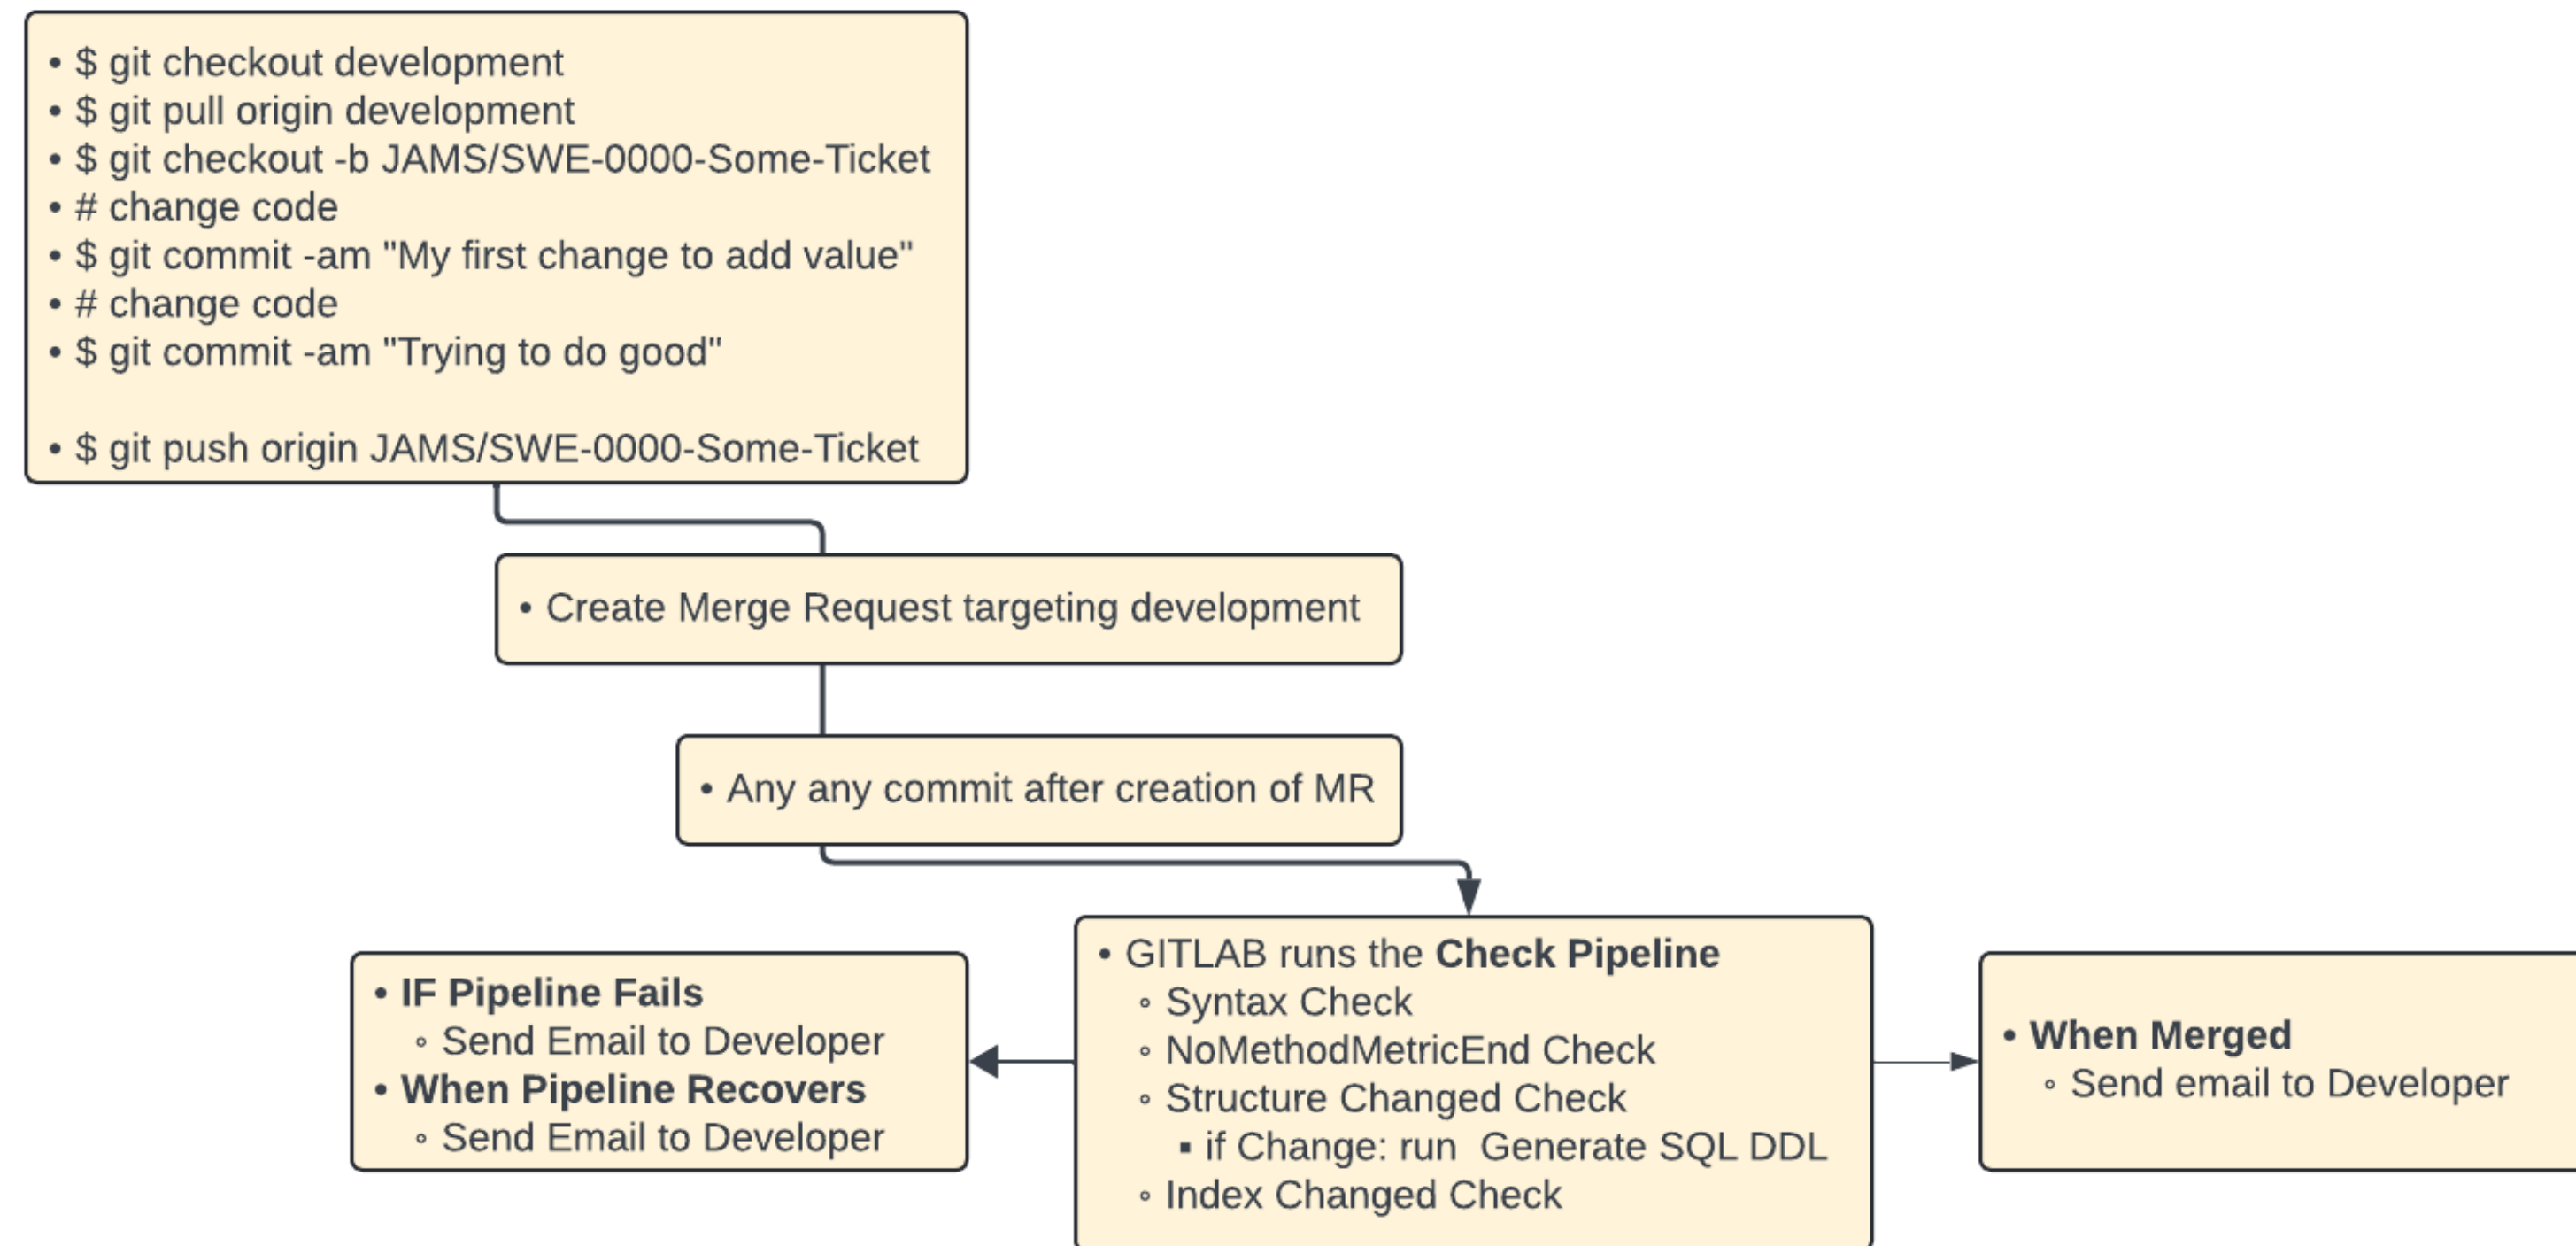 • $ git checkout development
• $ git pull origin development
• $ git checkout -b JAMS/SWE-0000-Some-Ticket
• # change code
• $ git commit -am "My first change to add value"
• # change code
• $ git commit -am "Trying to do good"
• $ git push origin JAMS/SWE-0000-Some-Ticket
• Create Merge Request targeting development
• Any any commit after creation of MR
• IF Pipeline Fails
◦ Send Email to Developer
• When Pipeline Recovers
◦ Send Email to Developer
• GITLAB runs the Check Pipeline
◦ Syntax Check
◦ NoMethodMetricEnd Check
◦ Structure Changed Check
▪ if Change: run  Generate SQL DDL
◦ Index Changed Check
• When Merged
◦ Send email to Developer